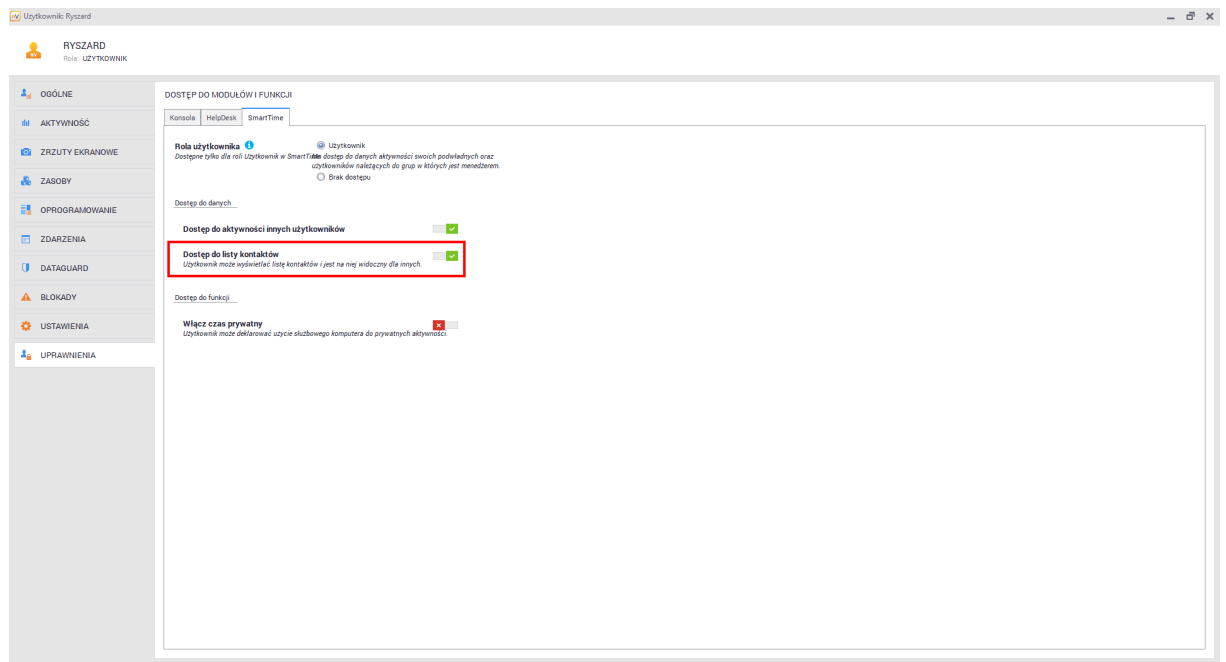 Użytkownik: Ryszard
RYSZARD
Rola: UŻYTKOWNIK
OGÓLNE
AKTYWNOŚĆ
ZRZUTY EKRANOWE
ZASOBY
OPROGRAMOWANIE
ZDARZENIA
DATAGUARD
BLOKADY
USTAWIENIA
UPRAWNIENIA
DOSTĘP DO MODUŁÓW I FUNKCJI
Konsola HelpDesk SmartTime
Rola użytkownika
Dostępne tylko dla roli Użytkownik w SmartTime
Użytkownik
Ma dostęp do danych aktywności swoich podwładnych oraz
użytkowników należących do grup w których jest menedżerem.
Brak dostępu
Dostęp do danych
Dostęp do aktywności innych użytkowników
Dostęp do listy kontaktów
Użytkownik może wyświetlać listę kontaktów i jest na niej widoczny dla innych.
Dostęp do funkcji
Włącz czas prywatny
Użytkownik może deklarować użycie służbowego komputera do prywatnych aktywności.